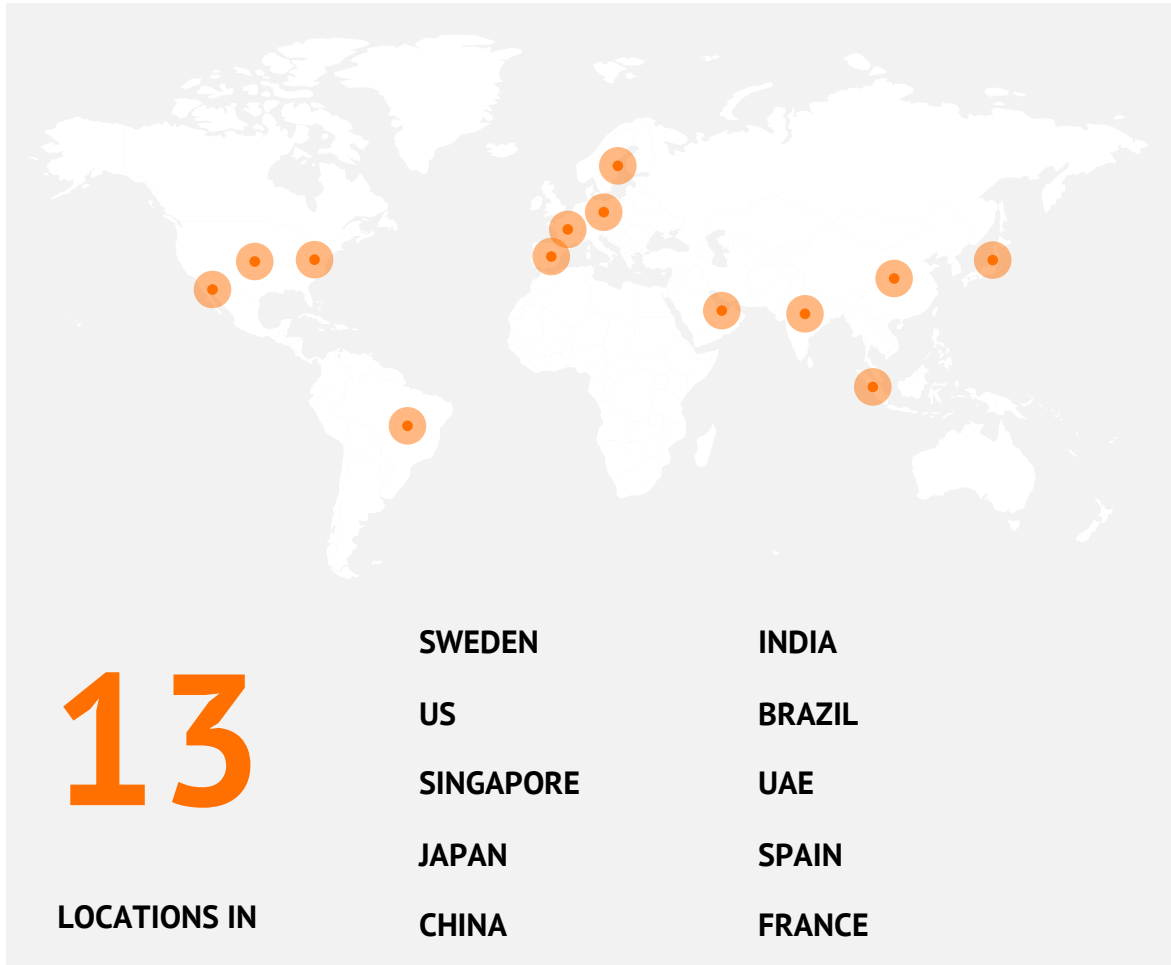 13
LOCATIONS IN
SWEDEN
US
SINGAPORE
JAPAN
CHINA
INDIA
BRAZIL
UAE
SPAIN
FRANCE